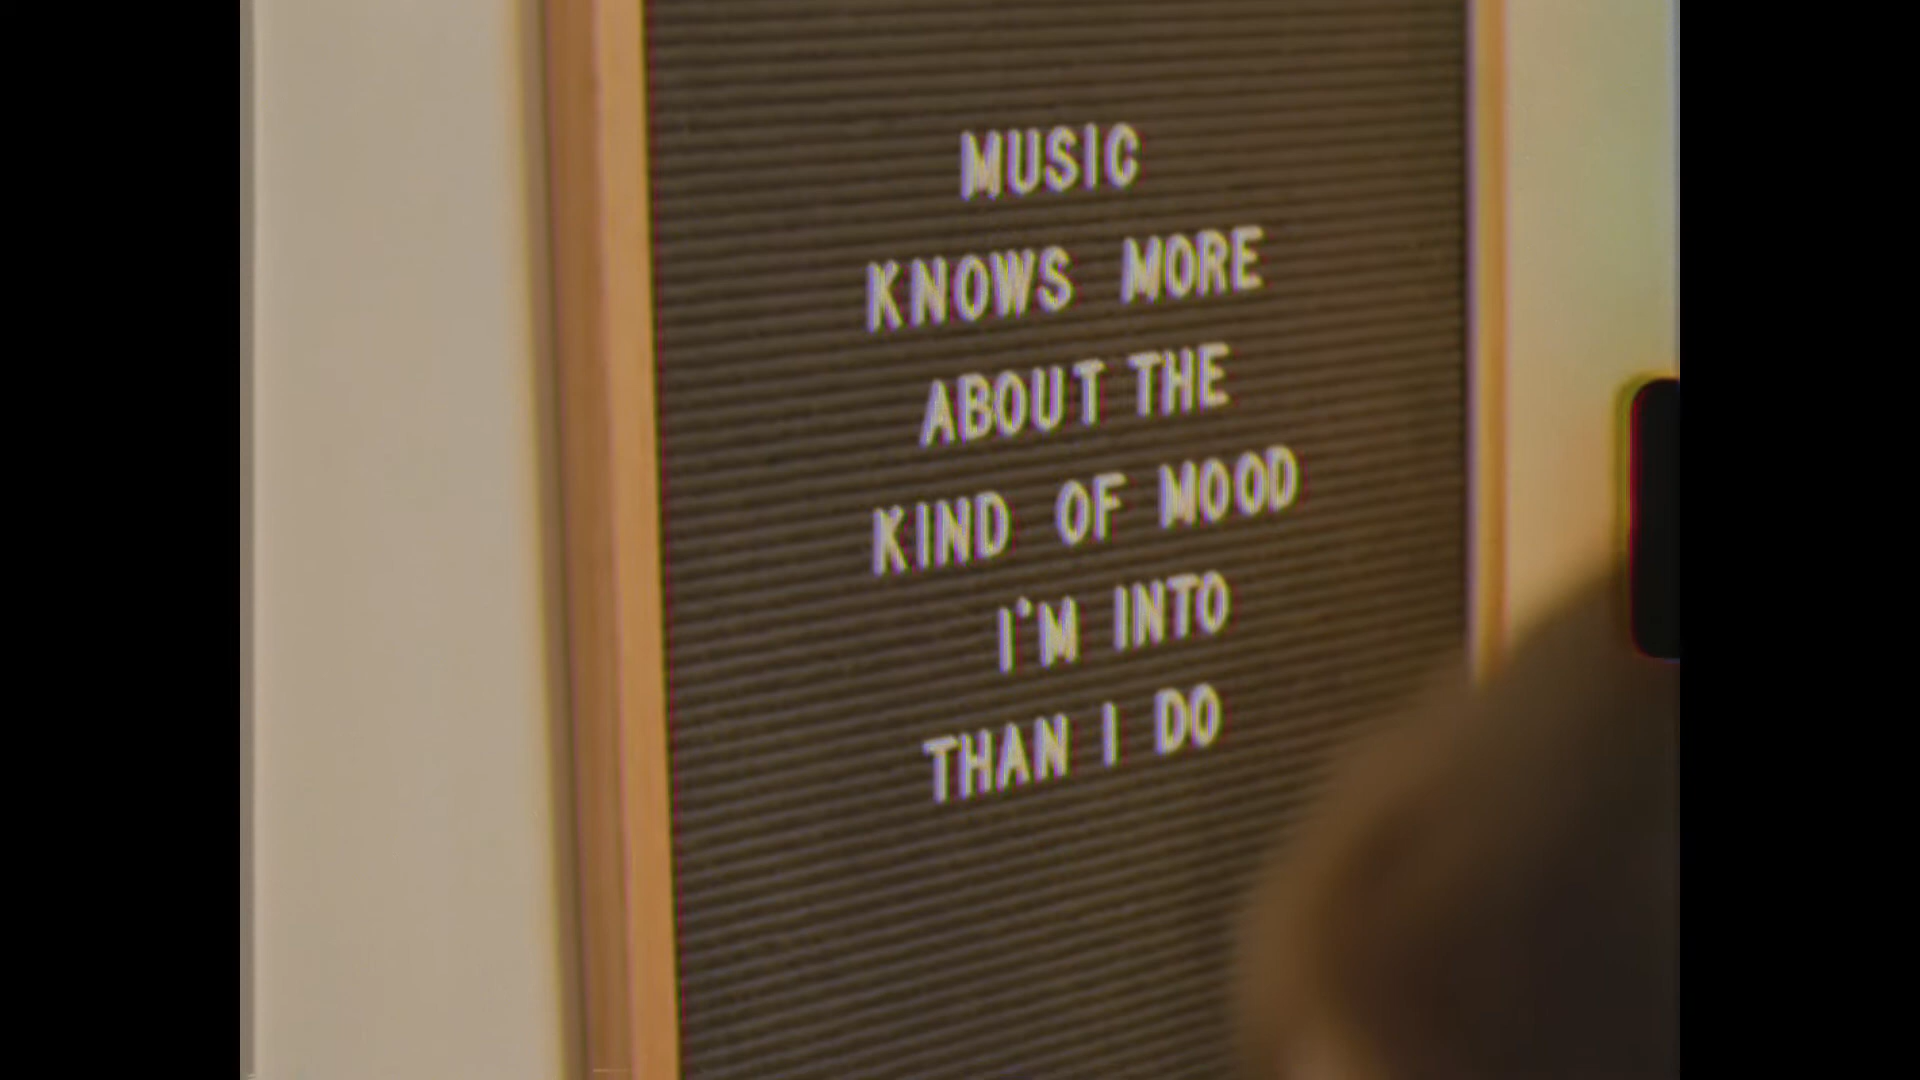 MUSIC
KNOWS MORE
ABOUT THE
KIND OF MOOD
I'M INTO
THAN I DO